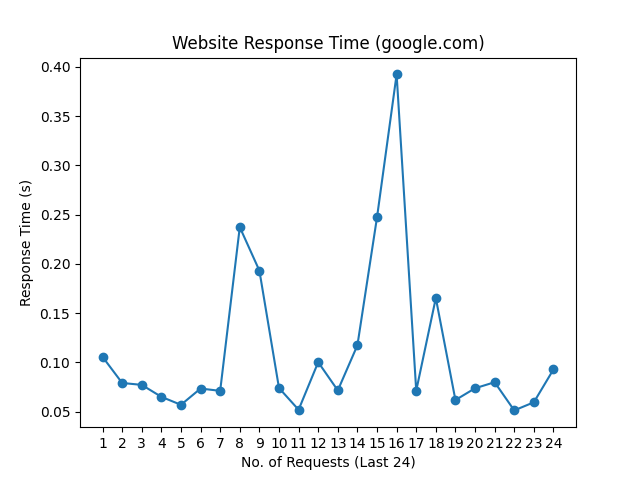 Website Response Time (google.com)
0.40
0.35
0.30
0.25
0.20
0.15
0.10
0.05
Response Time (s)
1 2 3 4 5 6 7 8 9 10 11 12 13 14 15 16 17 18 19 20 21 22 23 24
No. of Requests (Last 24)